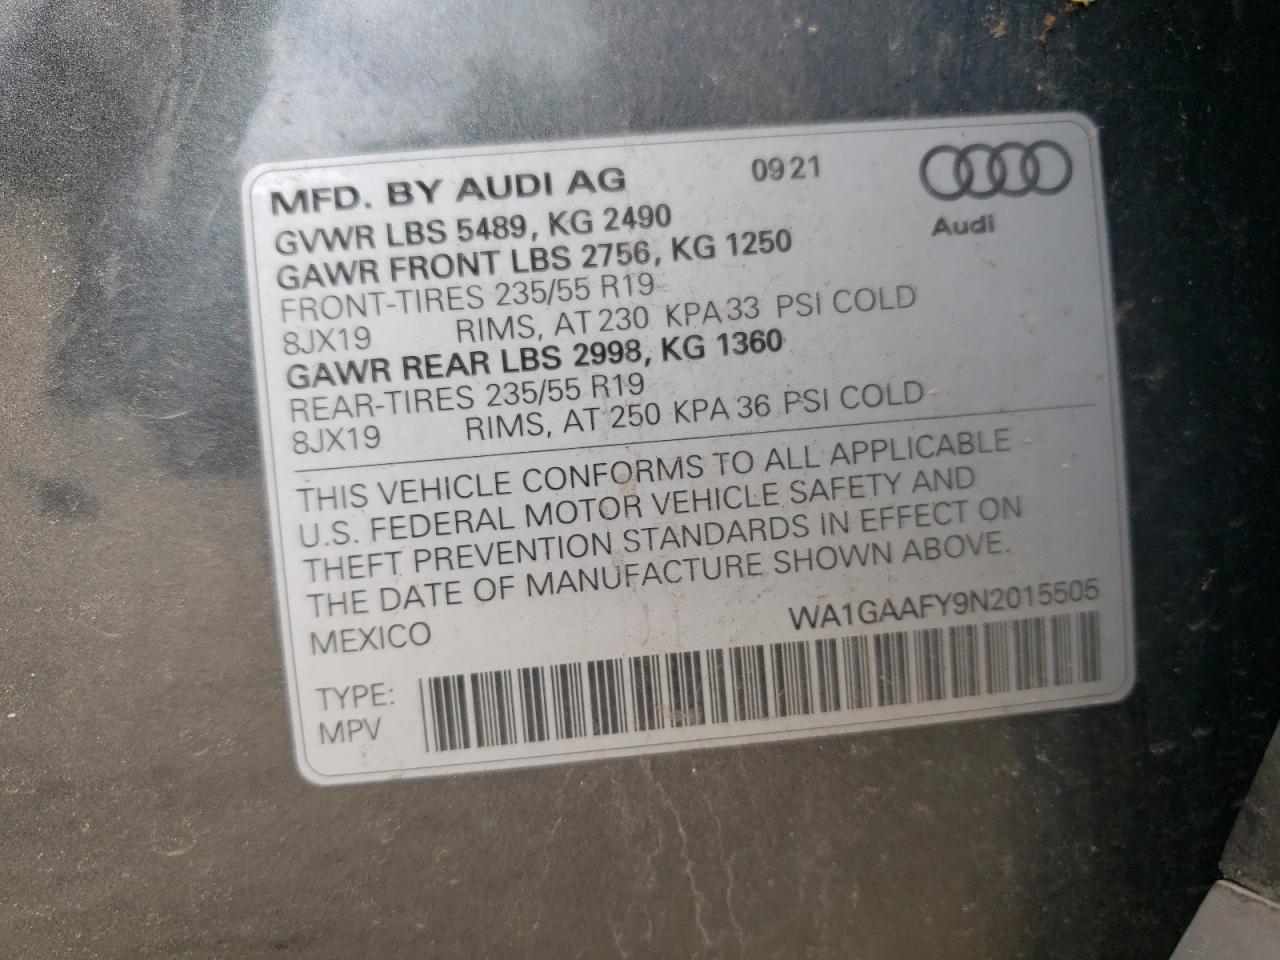 MFD. BY AUDI AG 09 21
Audi
GVWR LBS 5489, KG 2490
GAWR FRONT LBS 2756, KG 1250
FRONT-TIRES 235/55 R19
8JX19 RIMS, AT 230 KPA 33 PSI COLD
GAWR REAR LBS 2998, KG 1360
REAR-TIRES 235/55 R19
8JX19 RIMS, AT 250 KPA 36 PSI COLD
THIS VEHICLE CONFORMS TO ALL APPLICABLE
U.S. FEDERAL MOTOR VEHICLE SAFETY AND
THEFT PREVENTION STANDARDS IN EFFECT ON
THE DATE OF MANUFACTURE SHOWN ABOVE.
MEXICO WA1GAAFY9N2015505
TYPE:
MPV